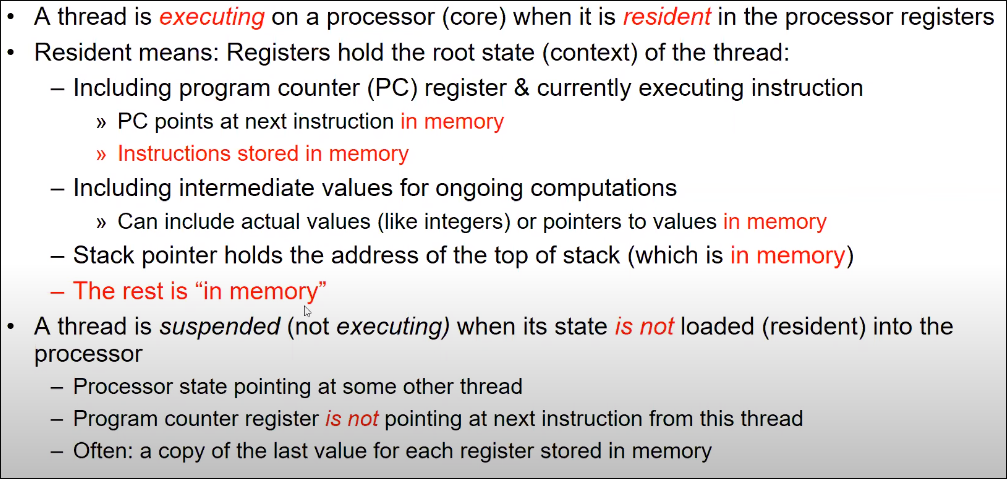 • A thread is executing on a processor (core) when it is resident in the processor registers
• Resident means: Registers hold the root state (context) of the thread:
– Including program counter (PC) register & currently executing instruction
» PC points at next instruction in memory
» Instructions stored in memory
– Including intermediate values for ongoing computations
» Can include actual values (like integers) or pointers to values in memory
– Stack pointer holds the address of the top of stack (which is in memory)
– The rest is “in memory”
• A thread is suspended (not executing) when its state is not loaded (resident) into the
processor
– Processor state pointing at some other thread
– Program counter register is not pointing at next instruction from this thread
– Often: a copy of the last value for each register stored in memory